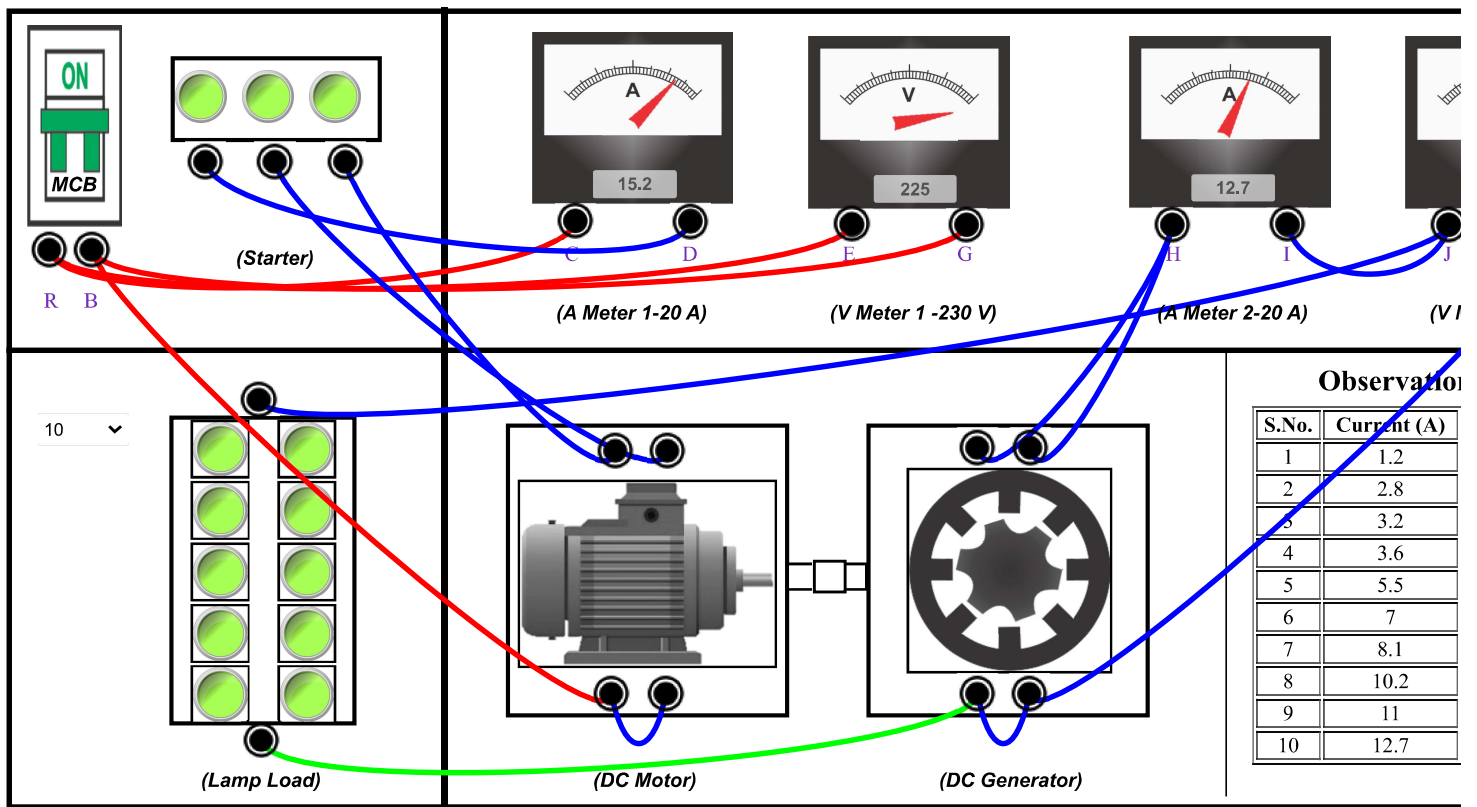 ON
MCB
(Starter)
R B
A
15.2
C D
(A Meter 1-20 A)
V
225
E G
(V Meter 1 -230 V)
A
12.7
H I
(A Meter 2-20 A)
J
(V
10
(Lamp Load)
(DC Motor)
(DC Generator)
Observation
S.No. Current (A)
1 1.2
2 2.8
3 3.2
4 3.6
5 5.5
6 7
7 8.1
8 10.2
9 11
10 12.7